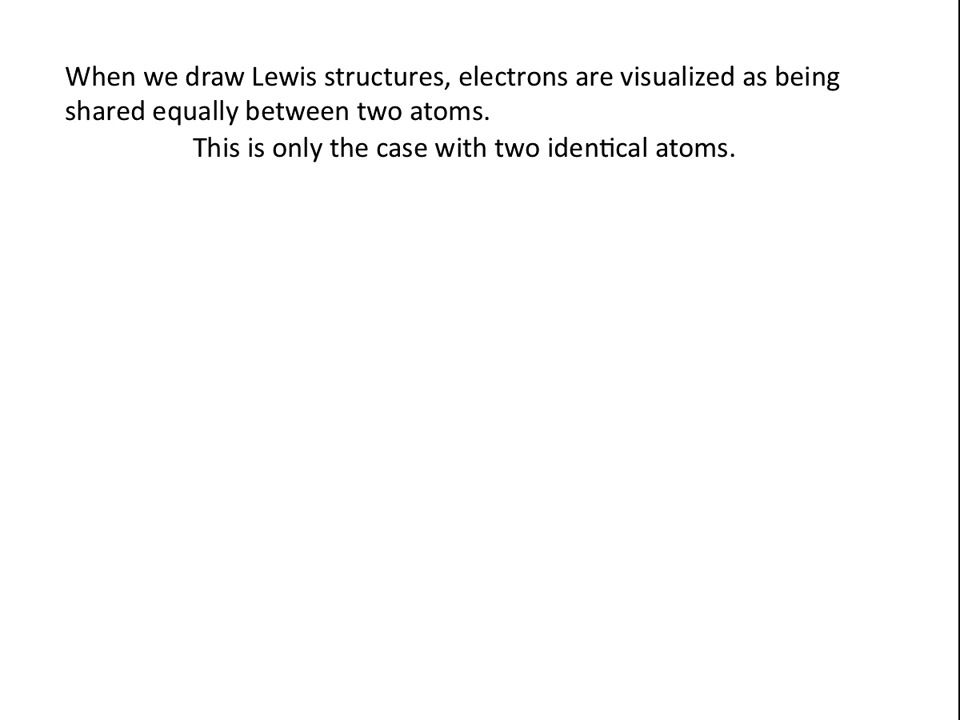 When we draw Lewis structures, electrons are visualized as being
shared equally between two atoms.
This is only the case with two identical atoms.